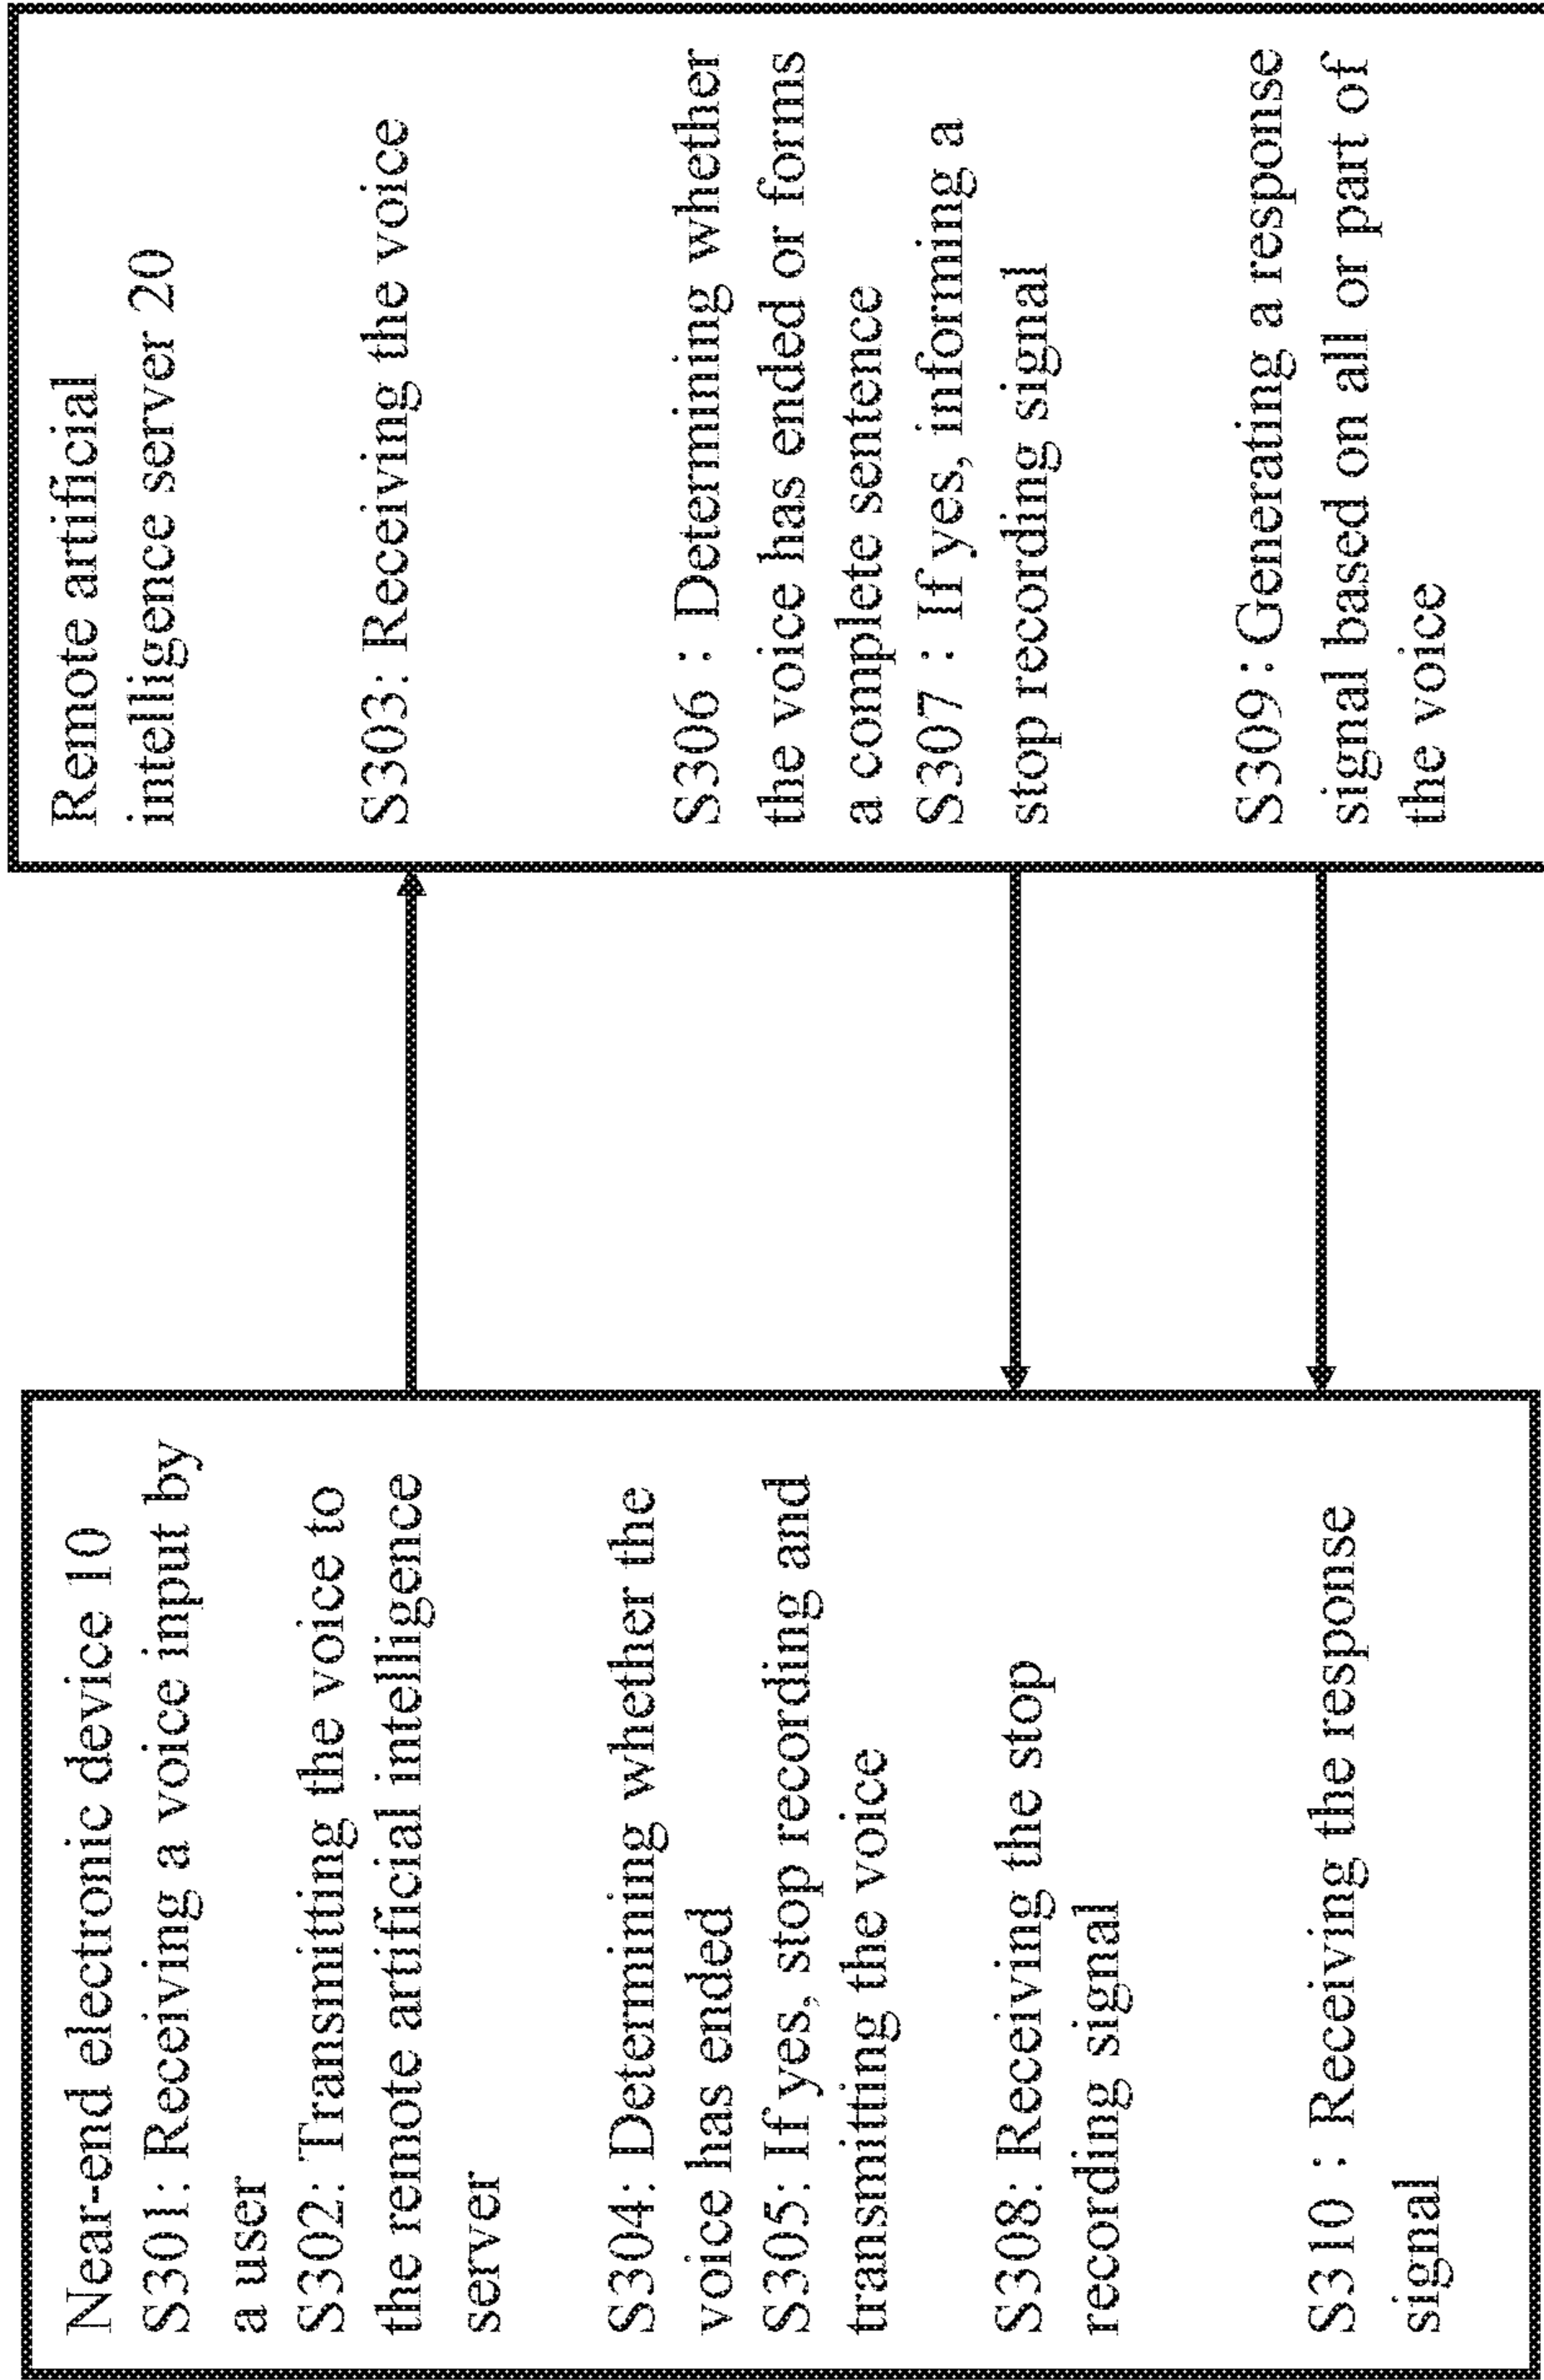 Near-end electronic device 10
S301: Receiving a voice input by
a user
S302: Transmitting the voice to
the remote artificial intelligence
server
S304: Determining whether the
voice has ended
S305: If yes, stop recording and
transmitting the voice
S308: Receiving the stop
recording signal
S310 : Receiving the response
signal
Remote artificial
intelligence server 20
S303: Receiving the voice
S306 : Determining whether
the voice has ended or forms
a complete sentence
S307 : If yes, informing a
stop recording signal
S309: Generating a response
signal based on all or part of
the voice